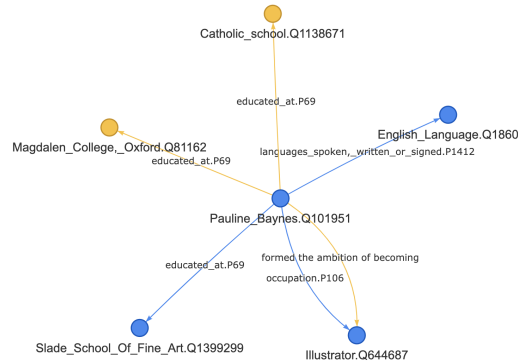 Catholic_school.Q1138671
educated_at.P69
English_Language.Q1860
Magdalen_College,_Oxford.Q81162
languages_spoken,_written_or_signed.P1412
educated_at.P69
Pauline_Baynes.Q101951
formed the ambition of becoming
educated_at.P69
occupation.P106
Slade_School_Of_Fine_Art.Q1399299
Illustrator.Q644687